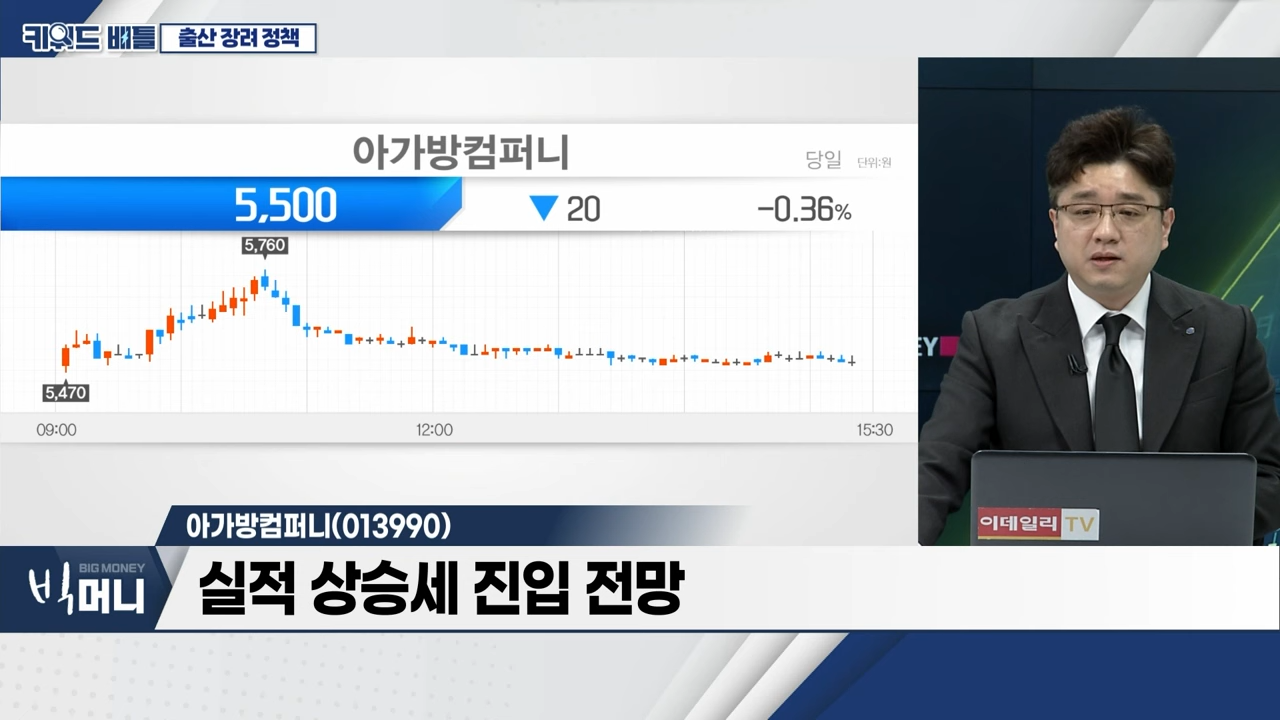 키워드 배틀 출산 장려 정책
아가방컴퍼니
당일 단위:원
5,500 ▼ 20 -0.36%
5,760
5,470
09:00 12:00 15:30
EY
이데일리TV
아가방컴퍼니(013990)
BIG MONEY
빅머니
실적 상승세 진입 전망